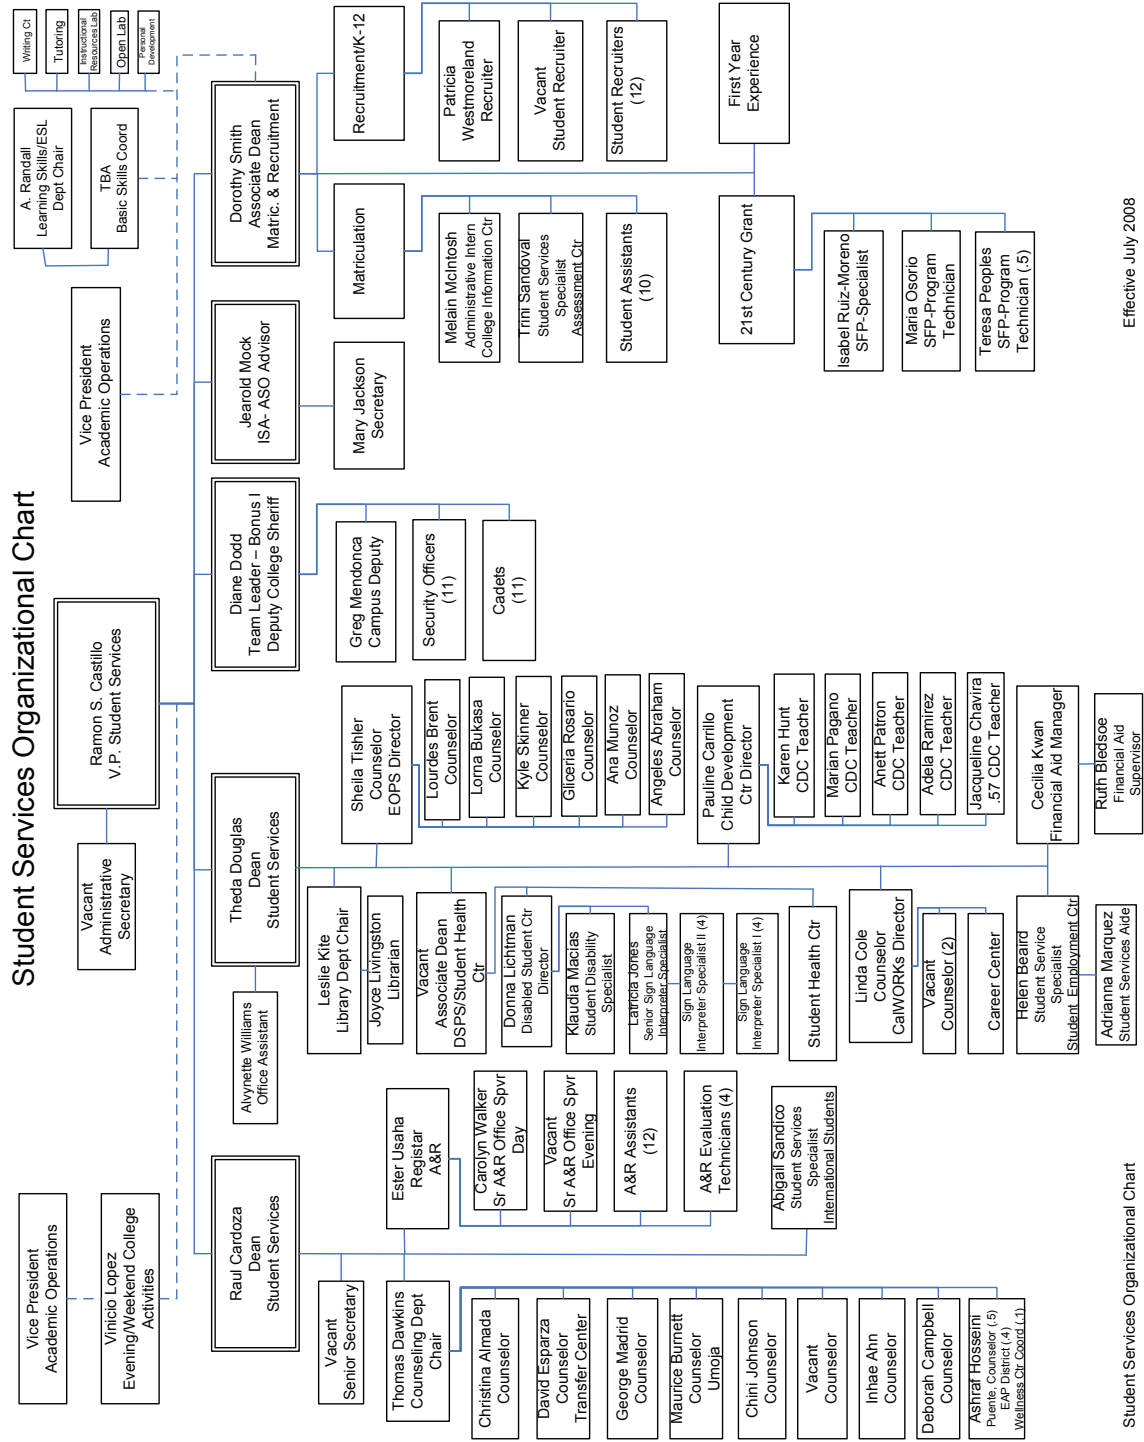 Student Services Organizational Chart
Ramon S. Castillo
V.P. Student Services
Vacant
Administrative
Secretary
Vice President
Academic Operations
Vinicio Lopez
Evening/Weekend College
Activities
Vice President
Academic Operations
A. Randall
Learning Skills/ESL
Dept Chair
TBA
Basic Skills Coord
Writing Ct
Tutoring
Instructional
Resources Lab
Open Lab
Personal
Development
Raul Cardoza
Dean
Student Services
Vacant
Senior Secretary
Thomas Dawkins
Counseling Dept
Chair
Christina Almada
Counselor
David Esparza
Counselor
Transfer Center
George Madrid
Counselor
Maurice Burnett
Counselor
Umoja
Chini Johnson
Counselor
Vacant
Counselor
Inhae Ahn
Counselor
Deborah Campbell
Counselor
Ashraf Hosseini
Puente, Counselor (.5)
EAP District (.4)
Wellness Ctr Coord (.1)
Ester Usaha
Registar
A&R
Carolyn Walker
Sr A&R Office Spvr
Day
Vacant
Sr A&R Office Spvr
Evening
A&R Assistants
(12)
A&R Evaluation
Technicians (4)
Abigail Sandico
Student Services
Specialist
International Students
Theda Douglas
Dean
Student Services
Alvynette Williams
Office Assistant
Leslie Kite
Library Dept Chair
Joyce Livingston
Librarian
Vacant
Associate Dean
DSPS/Student Health
Ctr
Donna Lichtman
Disabled Student Ctr
Director
Klaudia Macias
Student Disability
Specialist
Latricia Jones
Senior Sign Language
Interpreter Specialist
Sign Language
Interpreter Specialist II (4)
Sign Language
Interpreter Specialist I (4)
Student Health Ctr
Linda Cole
Counselor
CalWORKs Director
Vacant
Counselor (2)
Career Center
Helen Beaird
Student Service
Specialist
Student Employment Ctr
Adrianna Marquez
Student Services Aide
Sheila Tishler
Counselor
EOPS Director
Lourdes Brent
Counselor
Lorna Bukasa
Counselor
Kyle Skinner
Counselor
Gliceria Rosario
Counselor
Ana Munoz
Counselor
Angeles Abraham
Counselor
Pauline Carrillo
Child Development
Ctr Director
Karen Hunt
CDC Teacher
Marian Pagano
CDC Teacher
Anett Patron
CDC Teacher
Adela Ramirez
CDC Teacher
Jacqueline Chavira
.57 CDC Teacher
Cecilia Kwan
Financial Aid Manager
Ruth Bledsoe
Financial Aid
Supervisor
Diane Dodd
Team Leader – Bonus I
Deputy College Sheriff
Greg Mendonca
Campus Deputy
Security Officers
(11)
Cadets
(11)
Jearold Mock
ISA- ASO Advisor
Mary Jackson
Secretary
Dorothy Smith
Associate Dean
Matric. & Recruitment
Matriculation
Melain McIntosh
Administrative Intern
College Information Ctr
Trini Sandoval
Student Services
Specialist
Assessment Ctr
Student Assistants
(10)
Recruitment/K-12
Patricia
Westmoreland
Recruiter
Vacant
Student Recruiter
Student Recruiters
(12)
21st Century Grant
First Year
Experience
Isabel Ruiz-Moreno
SFP-Specialist
Maria Osorio
SFP-Program
Technician
Teresa Peoples
SFP-Program
Technician (.5)
Student Services Organizational Chart
Effective July 2008